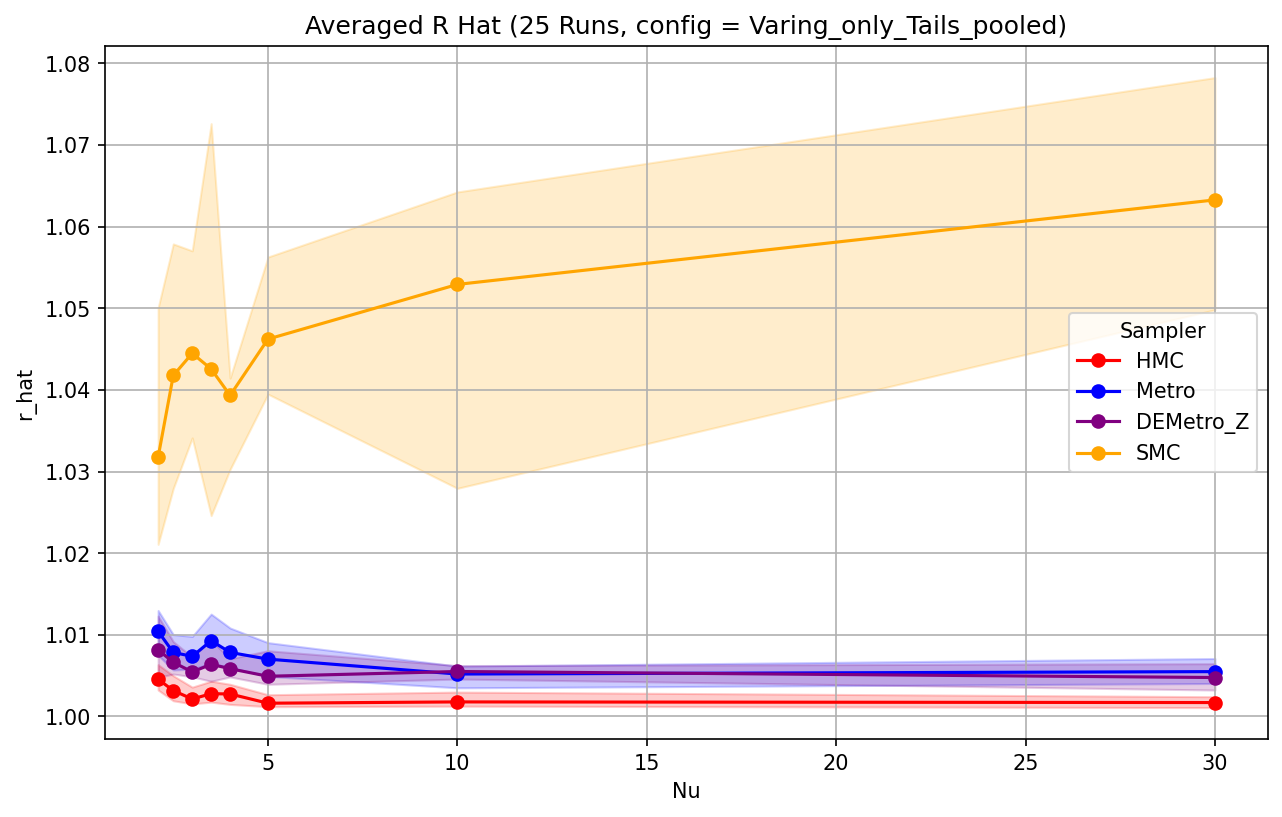 Averaged R Hat (25 Runs, config = Varing_only_Tails_pooled)
1.08
1.07
1.06
1.05
1.04
1.03
1.02
1.01
1.00
r_hat
Sampler
HMC
Metro
DEMetro_Z
SMC
5 10 15 20 25 30
Nu